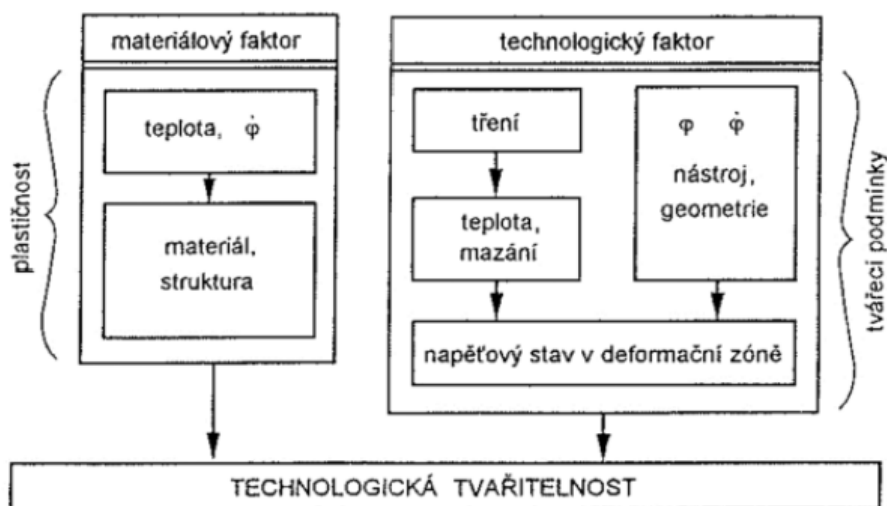 materiálový faktor
technologický faktor
plastičnost
teplota, φ̇
materiál,
struktura
tření
teplota,
mazání
φ φ̇
nástroj,
geometrie
napěťový stav v deformační zóně
tvářecí podmínky
TECHNOLOGICKÁ TVAŘITELNOST